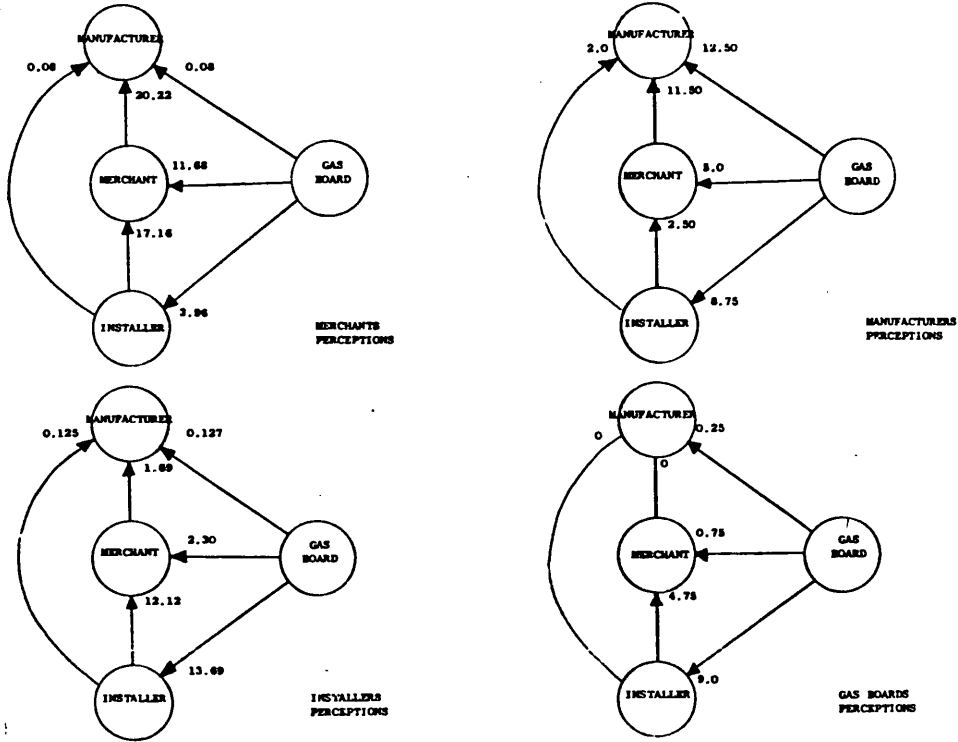 MANUFACTURER
0.08
0.08
20.22
11.68
MERCHANT
GAS
BOARD
17.16
3.96
INSTALLER
MERCHANTS
PERCEPTIONS
MANUFACTURER
2.0
12.50
11.50
5.0
MERCHANT
GAS
BOARD
2.50
8.75
INSTALLER
MANUFACTURERS
PERCEPTIONS
MANUFACTURER
0.125
0.127
1.69
2.30
MERCHANT
GAS
BOARD
12.12
13.69
INSTALLER
INSTALLERS
PERCEPTIONS
MANUFACTURER
0
0.25
0
0.75
MERCHANT
GAS
BOARD
4.75
9.0
INSTALLER
GAS BOARDS
PERCEPTIONS